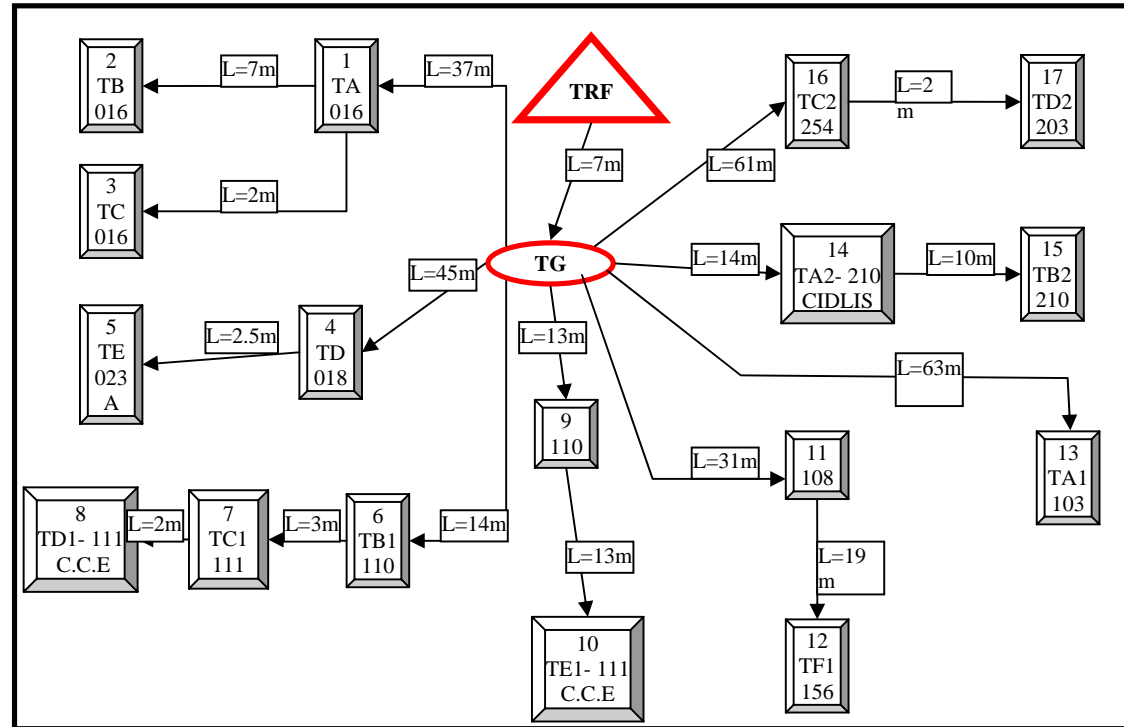 2
TB
016
L=7m
1
TA
016
L=37m
TRF
16
TC2
254
L=2
m
17
TD2
203
3
TC
016
L=2m
L=7m
L=61m
TG
L=45m
L=14m
14
TA2- 210
CIDLIS
L=10m
15
TB2
210
5
TE
023
A
L=2.5m
4
TD
018
L=13m
L=63m
9
110
L=31m
11
108
13
TA1
103
8
TD1- 111
C.C.E
L=2m
7
TC1
111
L=3m
6
TB1
110
L=14m
L=13m
L=19
m
10
TE1- 111
C.C.E
12
TF1
156